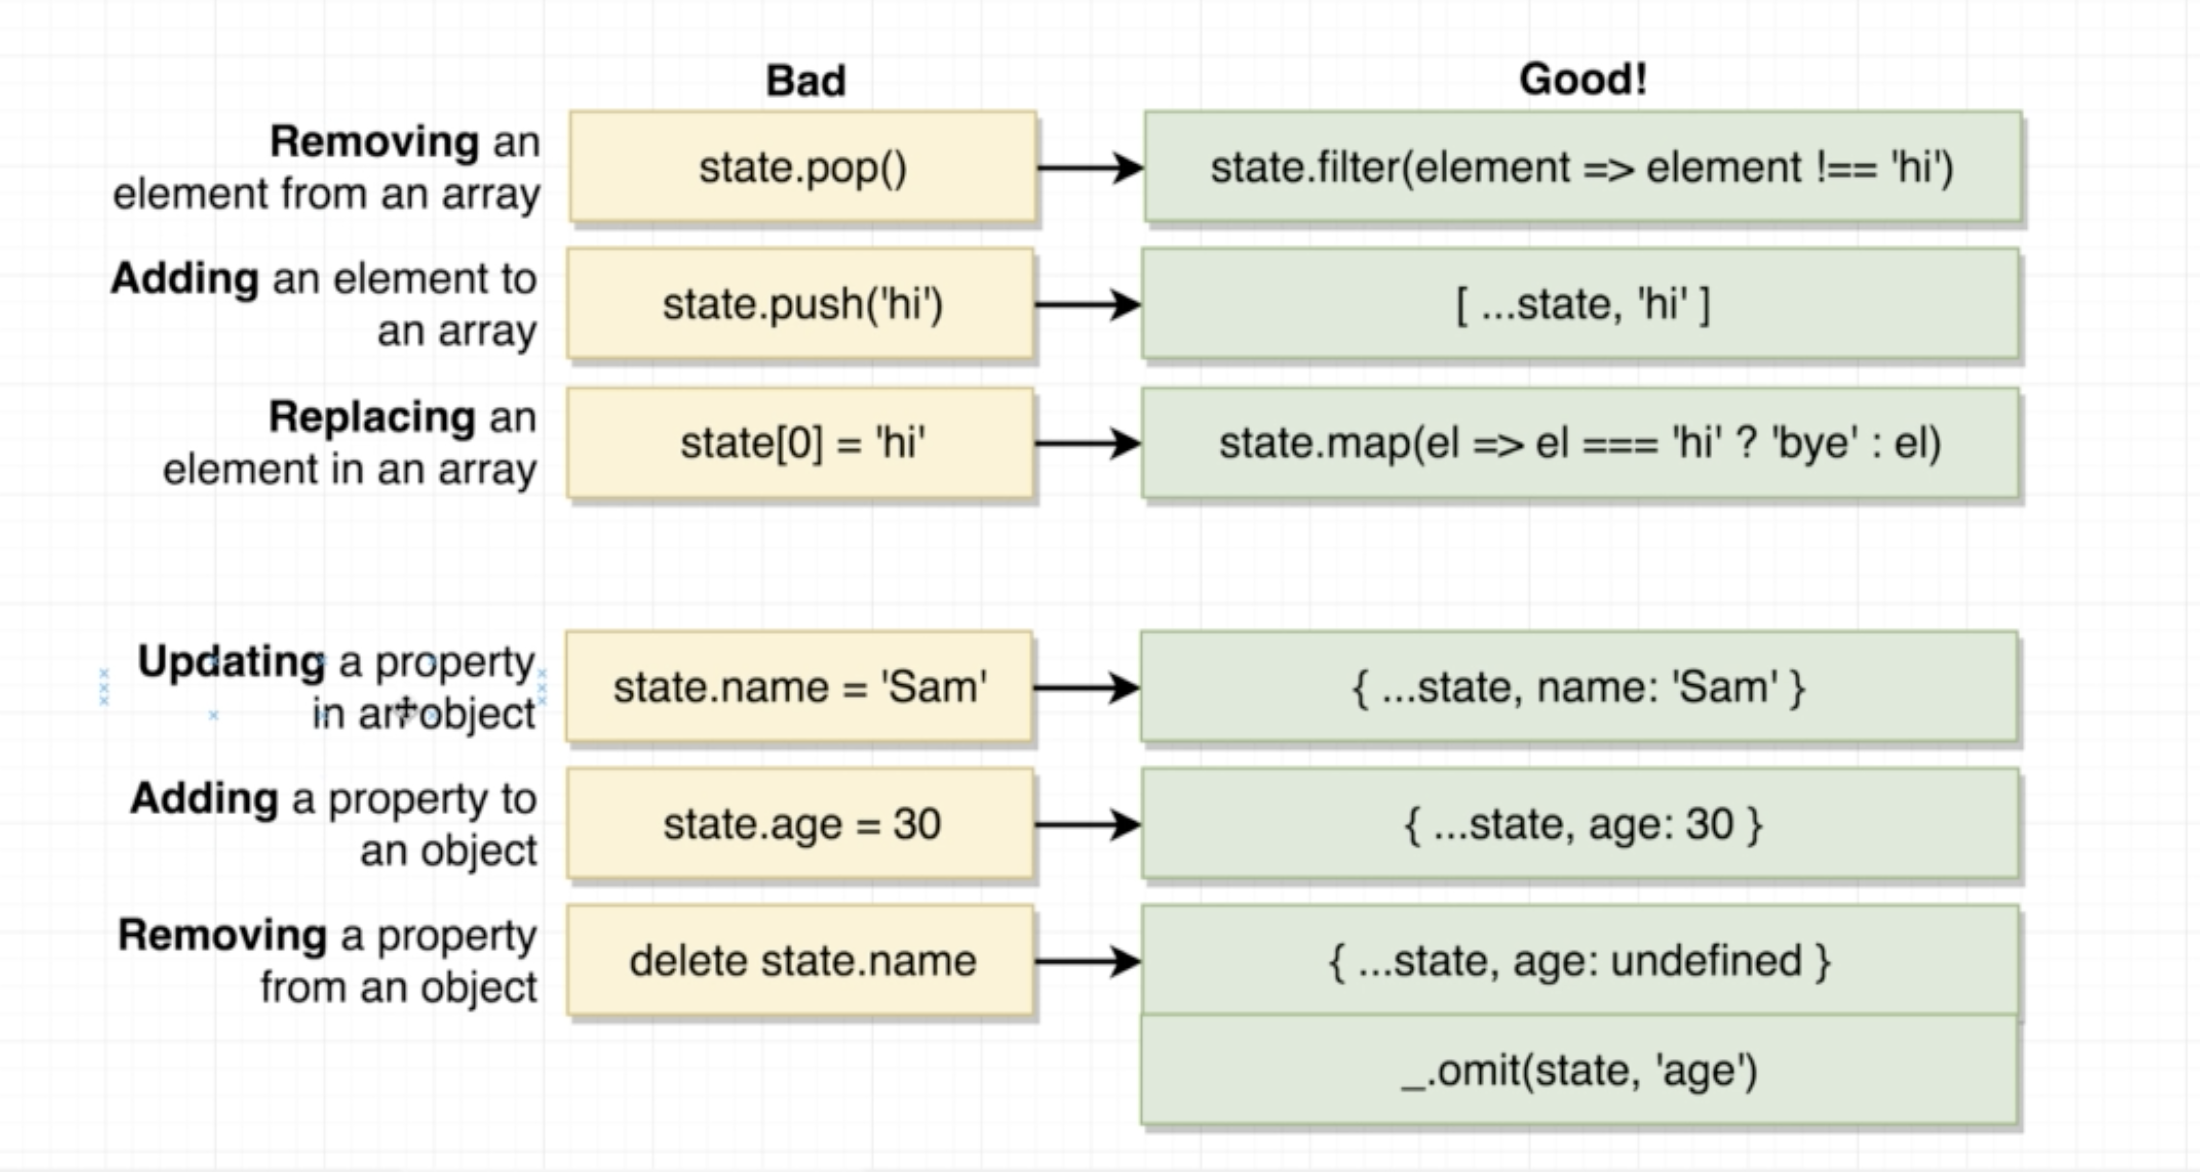 Bad
Good!
Removing an
element from an array
state.pop()
state.filter(element => element !== 'hi')
Adding an element to
an array
state.push('hi')
[ ...state, 'hi' ]
Replacing an
element in an array
state[0] = 'hi'
state.map(el => el === 'hi' ? 'bye' : el)
Updating a property
in an object
state.name = 'Sam'
{ ...state, name: 'Sam' }
Adding a property to
an object
state.age = 30
{ ...state, age: 30 }
Removing a property
from an object
delete state.name
{ ...state, age: undefined }
_.omit(state, 'age')